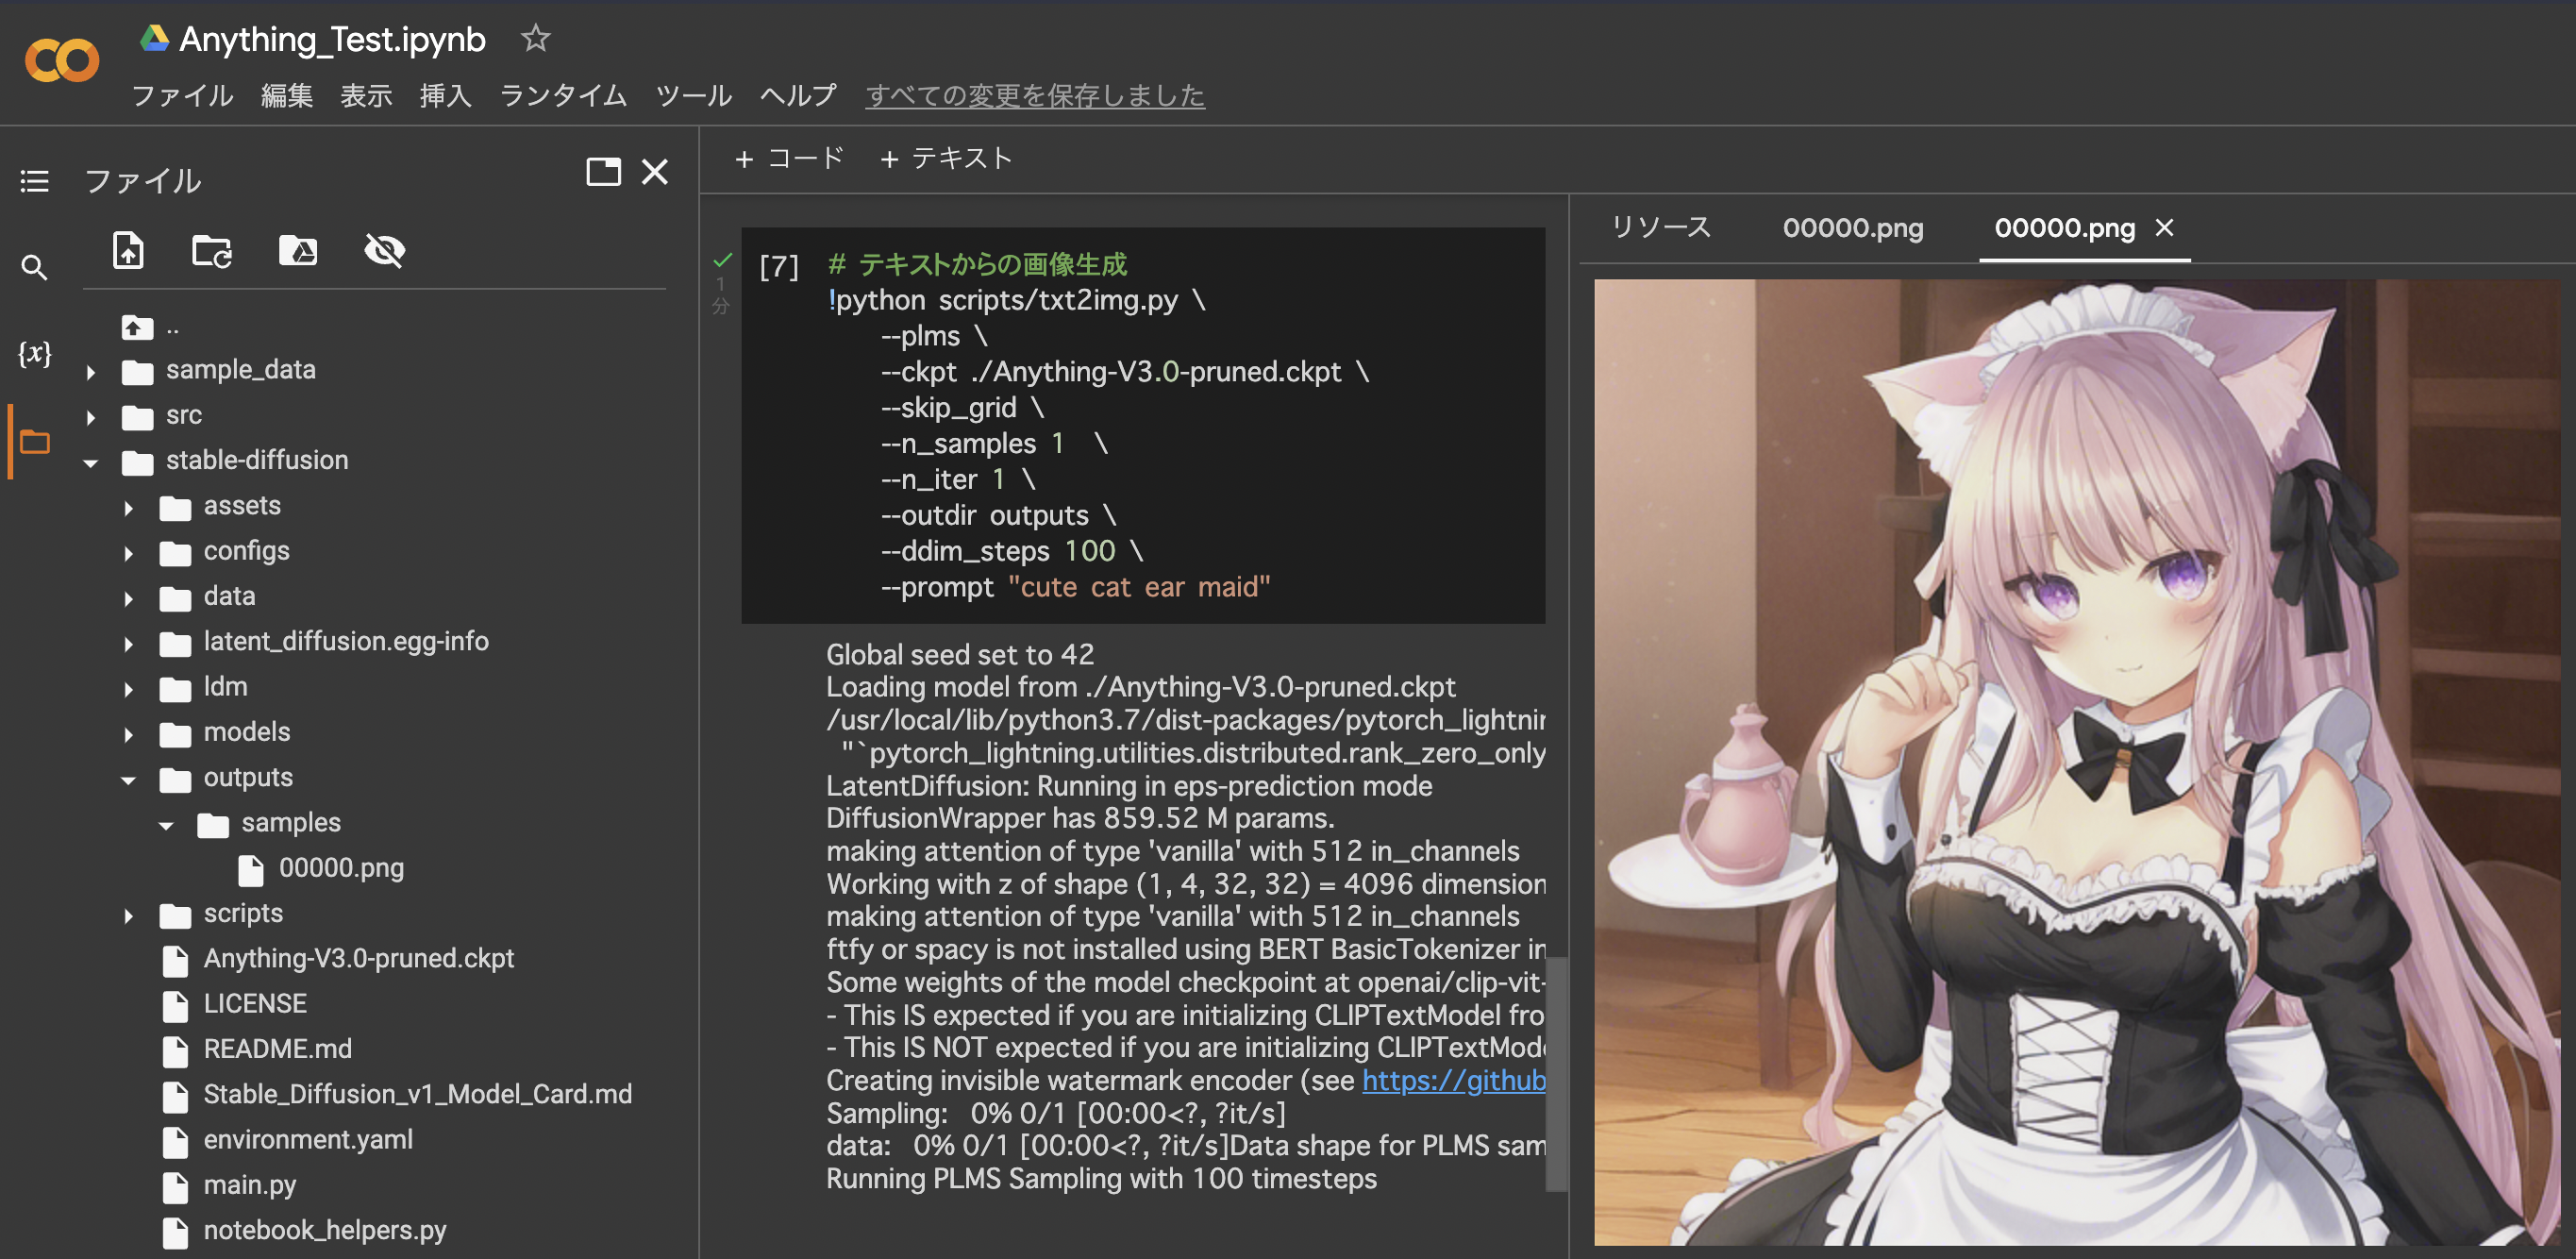 Anything_Test.ipynb
ファイル 編集 表示 挿入 ランタイム ツール ヘルプ すべての変更を保存しました
ファイル
..
sample_data
src
stable-diffusion
assets
configs
data
latent_diffusion.egg-info
ldm
models
outputs
samples
00000.png
scripts
Anything-V3.0-pruned.ckpt
LICENSE
README.md
Stable_Diffusion_v1_Model_Card.md
environment.yaml
main.py
notebook_helpers.py
{x}
+ コード + テキスト
1
分
[7] # テキストからの画像生成
!python scripts/txt2img.py \
--plms \
--ckpt ./Anything-V3.0-pruned.ckpt \
--skip_grid \
--n_samples 1 \
--n_iter 1 \
--outdir outputs \
--ddim_steps 100 \
--prompt "cute cat ear maid"
Global seed set to 42
Loading model from ./Anything-V3.0-pruned.ckpt
/usr/local/lib/python3.7/dist-packages/pytorch_lightnin
"`pytorch_lightning.utilities.distributed.rank_zero_only
LatentDiffusion: Running in eps-prediction mode
DiffusionWrapper has 859.52 M params.
making attention of type 'vanilla' with 512 in_channels
Working with z of shape (1, 4, 32, 32) = 4096 dimension
making attention of type 'vanilla' with 512 in_channels
ftfy or spacy is not installed using BERT BasicTokenizer in
Some weights of the model checkpoint at openai/clip-vit-
- This IS expected if you are initializing CLIPTextModel fro
- This IS NOT expected if you are initializing CLIPTextMod
Creating invisible watermark encoder (see https://github
Sampling: 0% 0/1 [00:00<?, ?it/s]
data: 0% 0/1 [00:00<?, ?it/s]Data shape for PLMS sam
Running PLMS Sampling with 100 timesteps
リソース 00000.png 00000.png